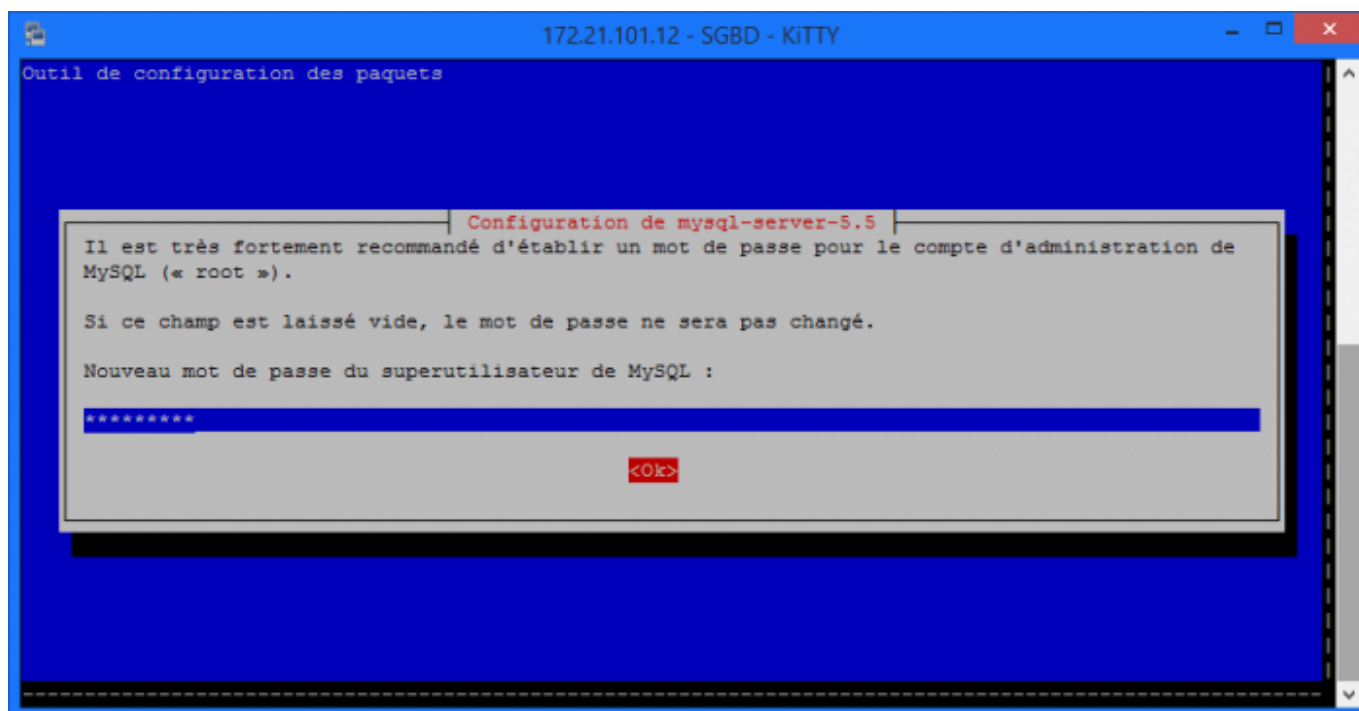 172.21.101.12 - SGBD - KiTTY
Outil de configuration des paquets
Configuration de mysql-server-5.5
Il est très fortement recommandé d'établir un mot de passe pour le compte d'administration de
MySQL (« root »).
Si ce champ est laissé vide, le mot de passe ne sera pas changé.
Nouveau mot de passe du superutilisateur de MySQL :
*********
<Ok>